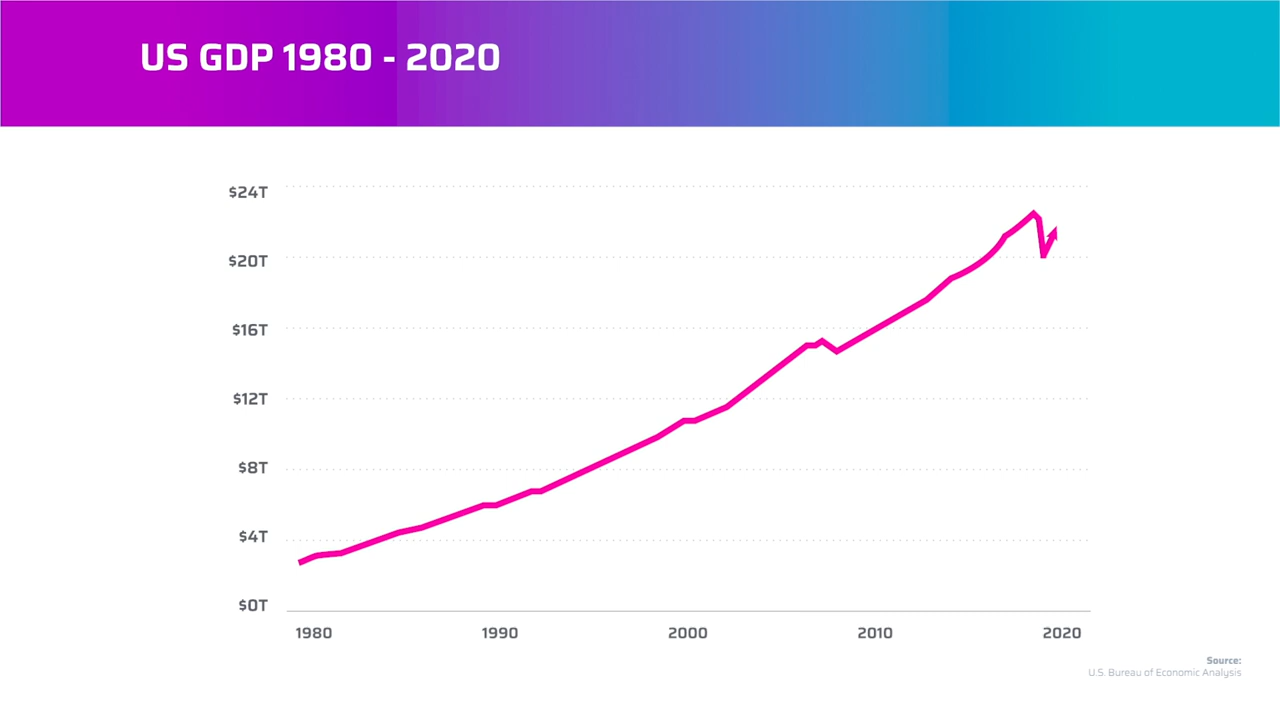 US GDP 1980 - 2020
$24T
$20T
$16T
$12T
$8T
$4T
$0T
1980 1990 2000 2010 2020
Source:
U.S. Bureau of Economic Analysis